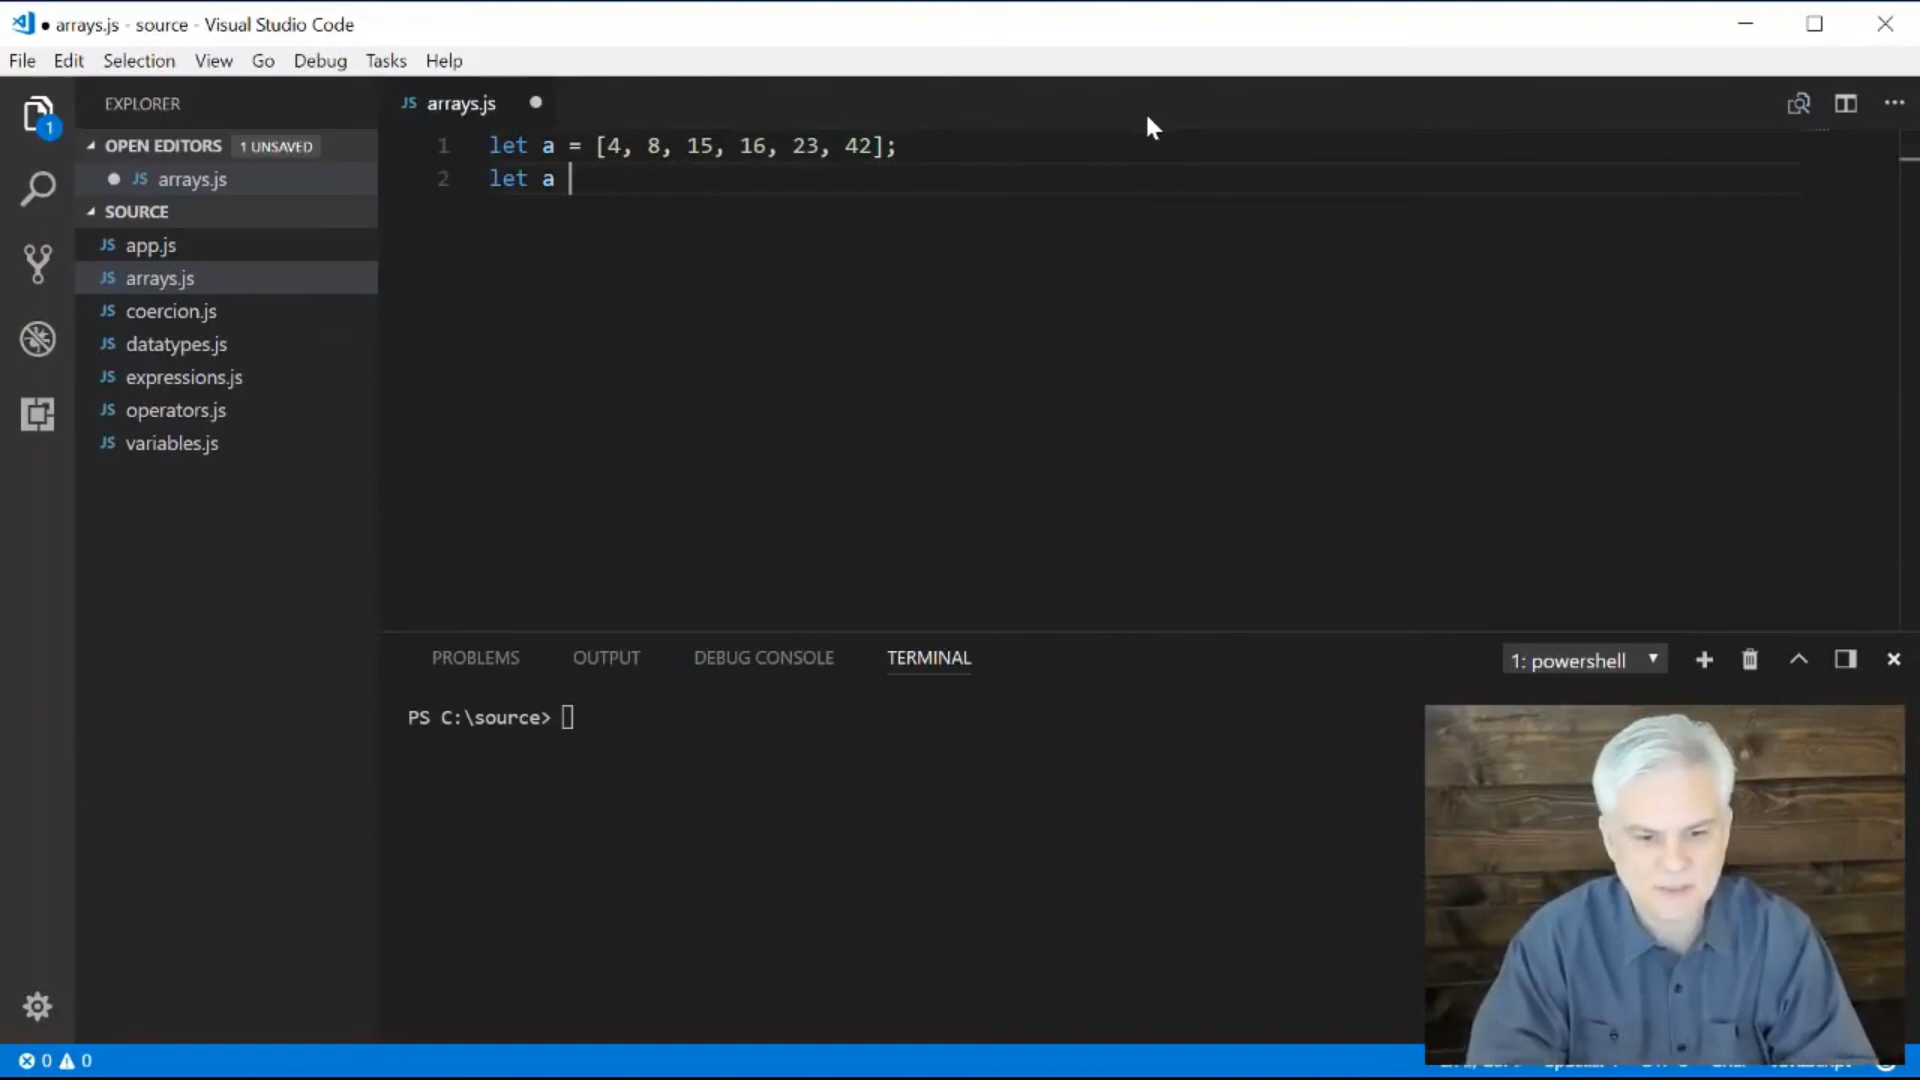 arrays.js - source - Visual Studio Code
File Edit Selection View Go Debug Tasks Help
EXPLORER
OPEN EDITORS 1 UNSAVED
JS arrays.js
SOURCE
JS app.js
JS arrays.js
JS coercion.js
JS datatypes.js
JS expressions.js
JS operators.js
JS variables.js
1
JS arrays.js
1 let a = [4, 8, 15, 16, 23, 42];
2 let a
PROBLEMS OUTPUT DEBUG CONSOLE TERMINAL
1: powershell
PS C:\source>
0 0